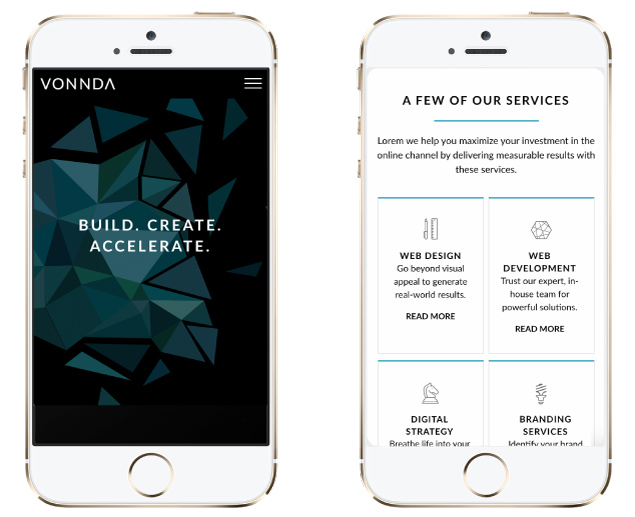 VONNDA
BUILD. CREATE.
ACCELERATE.
A FEW OF OUR SERVICES
Lorem we help you maximize your investment in the
online channel by delivering measurable results with
these services.
WEB DESIGN
Go beyond visual
appeal to generate
real-world results.
READ MORE
WEB
DEVELOPMENT
Trust our expert, in-
house team for
powerful solutions.
READ MORE
DIGITAL
STRATEGY
Breathe life into your
BRANDING
SERVICES
Identify your brand